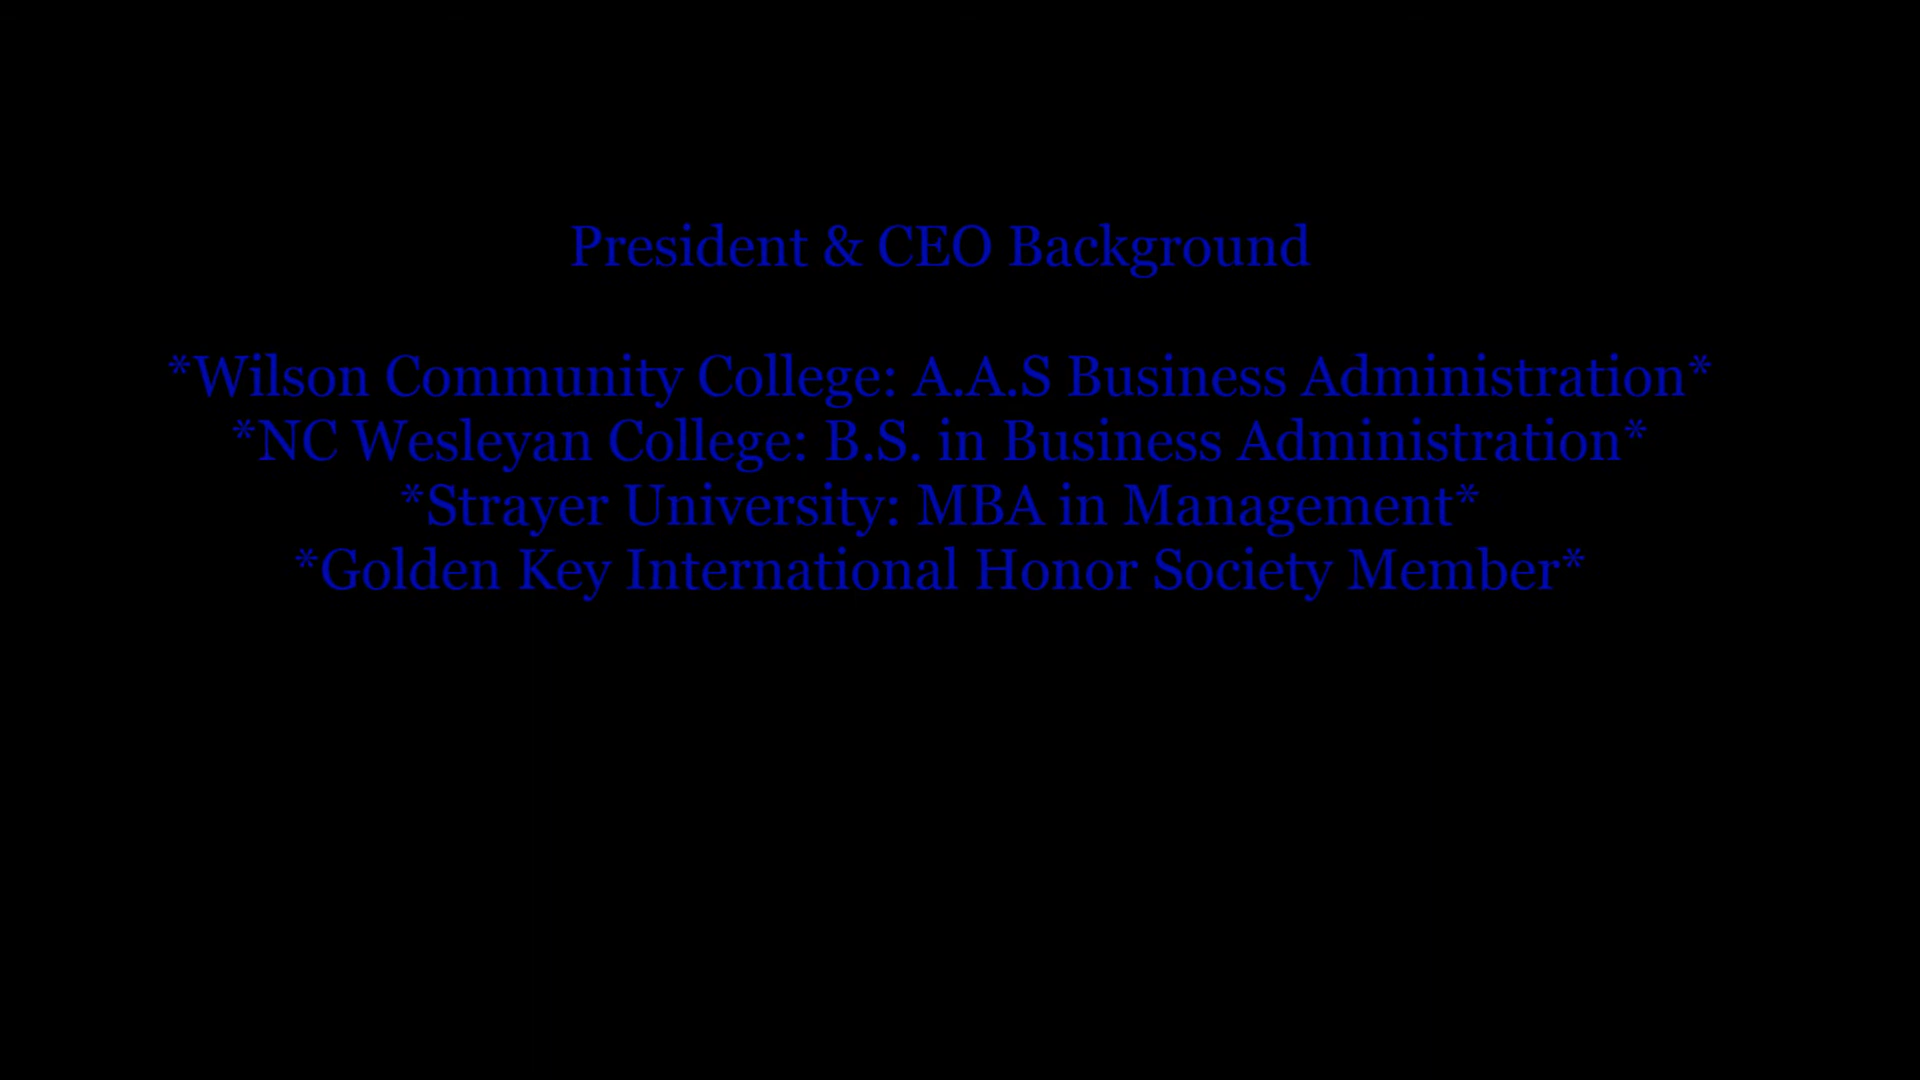 President & CEO Background
*Wilson Community College: A.A.S Business Administration*
*NC Wesleyan College: B.S. in Business Administration*
*Strayer University: MBA in Management*
*Golden Key International Honor Society Member*